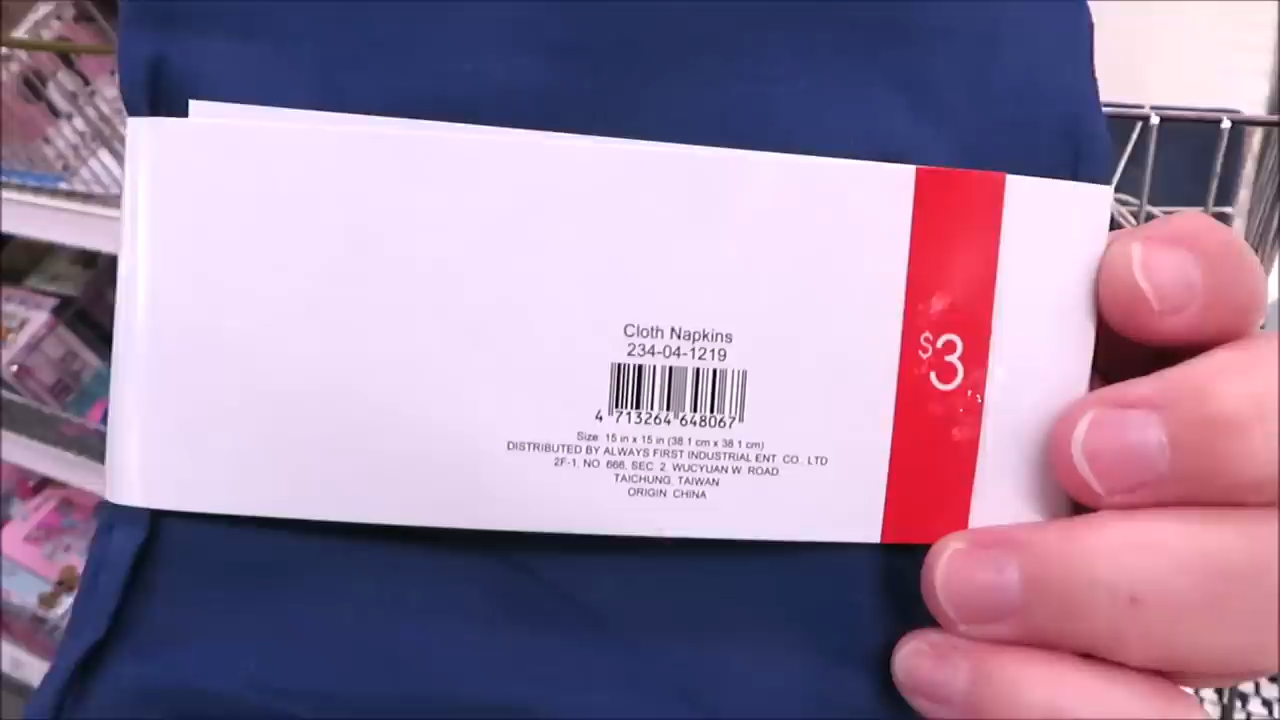 Cloth Napkins
234-04-1219
4 713264 648067
Size: 15 in x 15 in (38.1 cm x 38.1 cm)
DISTRIBUTED BY ALWAYS FIRST INDUSTRIAL ENT. CO., LTD
2F-1, NO. 666, SEC. 2, WUCYUAN W. ROAD
TAICHUNG, TAIWAN
ORIGIN: CHINA
$3